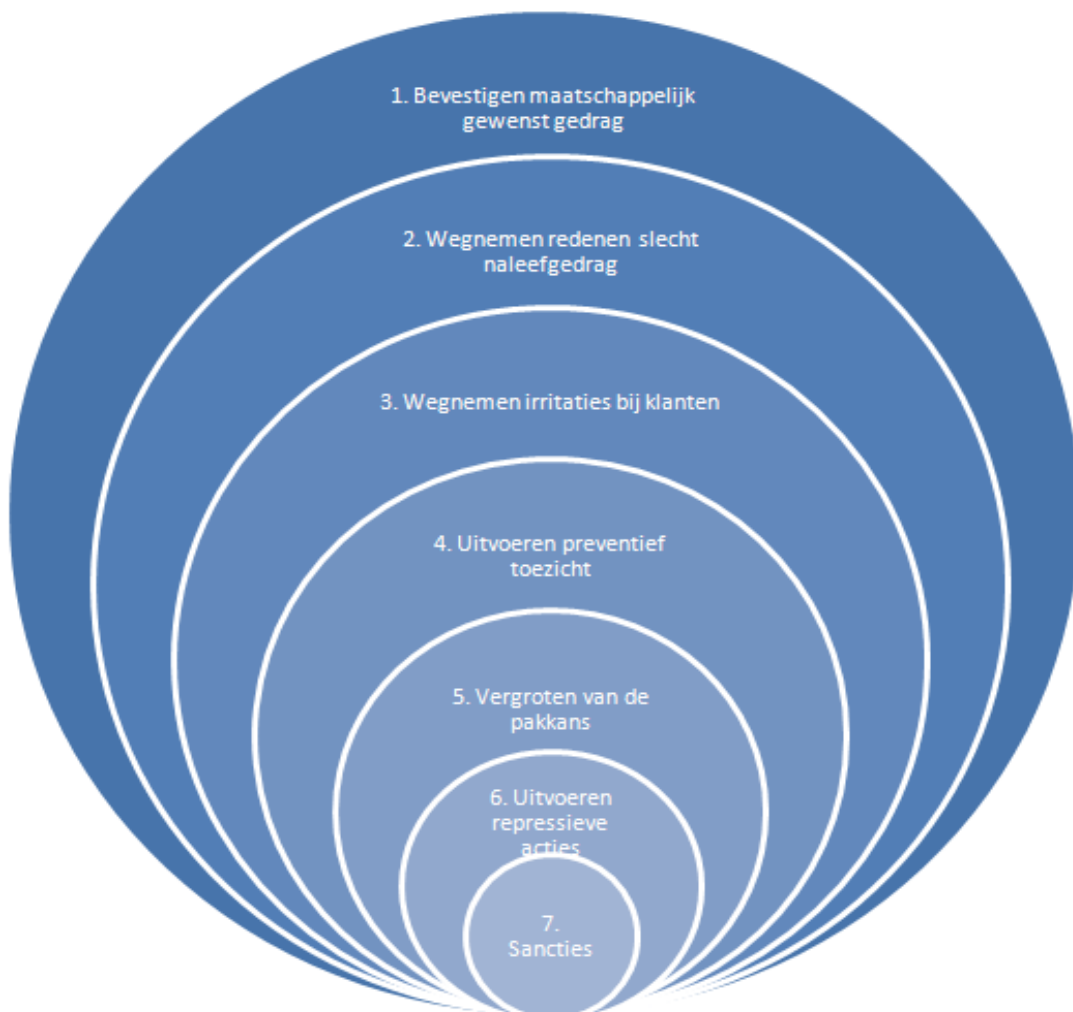 1. Bevestigen maatschappelijk
gewenst gedrag
2. Wegnemen redenen slecht
naleefgedrag
3. Wegnemen irritaties bij klanten
4. Uitvoeren preventief
toezicht
5. Vergroten van de
pakkans
6. Uitvoeren
repressieve
acties
7.
Sancties